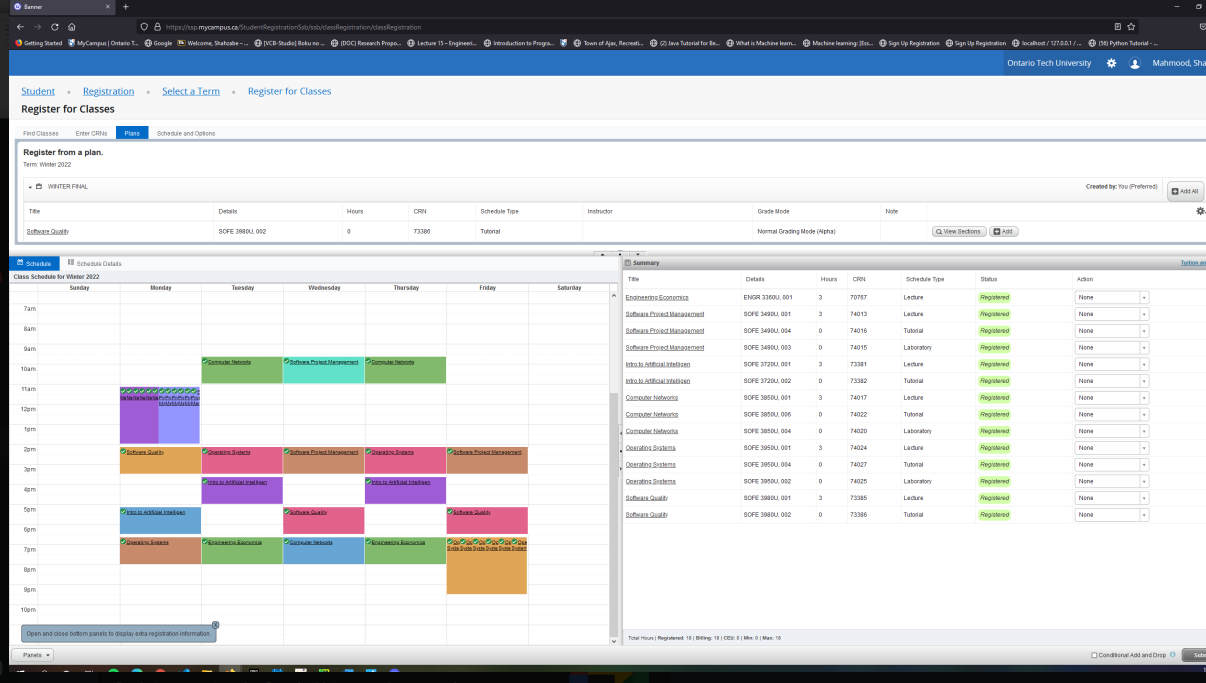 Banner × +
https://ssp.mycampus.ca/StudentRegistrationSsb/ssb/classRegistration/classRegistration
Getting Started MyCampus | Ontario T... Google Welcome, Shahzabe – ... [VCB-Studio] Boku no ... [DOC] Research Propo... Lecture 15 – Engineeri... Introduction to Progra... Town of Ajax, Recreati... (2) Java Tutorial for Be... What is Machine learn... Machine learning: |Ess... Sign Up Registration Sign Up Registration localhost / 127.0.0.1 / ... (56) Python Tutorial - ...
Ontario Tech University Mahmood, Sha
Student Registration Select a Term Register for Classes
Register for Classes
Find Classes Enter CRNs Plans Schedule and Options
Register from a plan.
Term: Winter 2022
WINTER FINAL Created by: You (Preferred) Add All
Title Details Hours CRN Schedule Type Instructor Grade Mode Note
Software Quality SOFE 3980U, 002 0 73386 Tutorial Normal Grading Mode (Alpha) View Sections Add
Schedule Schedule Details
Class Schedule for Winter 2022
Sunday Monday Tuesday Wednesday Thursday Friday Saturday
7am
8am
9am
Computer Networks Software Project Management Computer Networks
10am
11am
12pm
1pm
2pm Software Quality Operating Systems Software Project Management Operating Systems Software Project Management
3pm
Intro to Artificial Intelligen Intro to Artificial Intelligen
4pm
5pm Intro to Artificial Intelligen Software Quality Software Quality
6pm
Operating Systems Engineering Economics Computer Networks Engineering Economics
7pm
8pm
9pm
10pm
Open and close bottom panels to display extra registration information.
Summary Tuition an
Title Details Hours CRN Schedule Type Status Action
Engineering Economics ENGR 3360U, 001 3 70767 Lecture Registered None
Software Project Management SOFE 3490U, 001 3 74013 Lecture Registered None
Software Project Management SOFE 3490U, 004 0 74016 Tutorial Registered None
Software Project Management SOFE 3490U, 003 0 74015 Laboratory Registered None
Intro to Artificial Intelligen SOFE 3720U, 001 3 73381 Lecture Registered None
Intro to Artificial Intelligen SOFE 3720U, 002 0 73382 Tutorial Registered None
Computer Networks SOFE 3850U, 001 3 74017 Lecture Registered None
Computer Networks SOFE 3850U, 006 0 74022 Tutorial Registered None
Computer Networks SOFE 3850U, 004 0 74020 Laboratory Registered None
Operating Systems SOFE 3950U, 001 3 74024 Lecture Registered None
Operating Systems SOFE 3950U, 004 0 74027 Tutorial Registered None
Operating Systems SOFE 3950U, 002 0 74025 Laboratory Registered None
Software Quality SOFE 3980U, 001 3 73385 Lecture Registered None
Software Quality SOFE 3980U, 002 0 73386 Tutorial Registered None
Total Hours | Registered: 18 | Billing: 18 | CEU: 0 | Min: 0 | Max: 18
Panels Conditional Add and Drop Sub